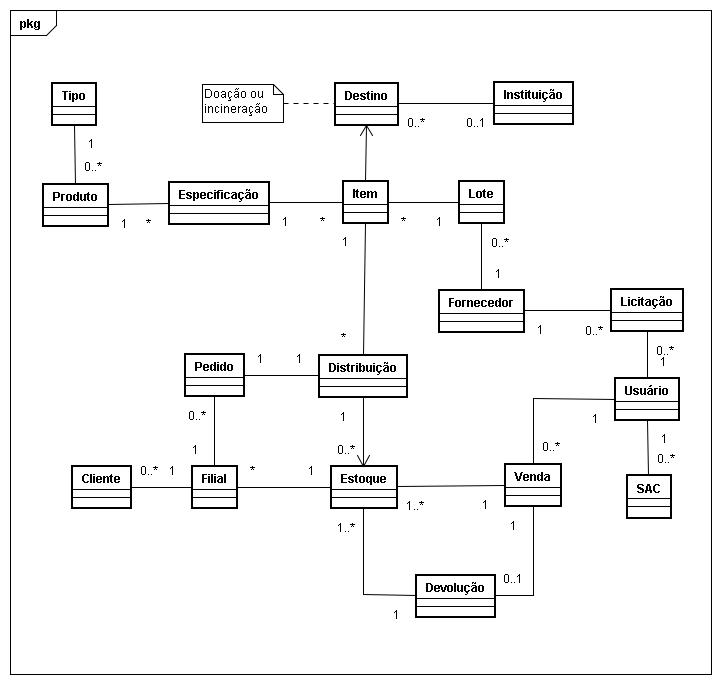 pkg
Tipo
Doação ou
incineração
Destino
Instituição
0..*
0..1
1
0..*
Produto
Especificação
Item
Lote
1
*
1
*
*
1
1
0..*
1
Fornecedor
Licitação
1
0..*
*
0..*
1
Pedido
1
1
Distribuição
Usuário
0..*
1
1
1
0..*
1
0..*
0..*
Cliente
0..*
1
Filial
*
1
Estoque
Venda
SAC
1..*
1
1..*
1
Devolução
0..1
1